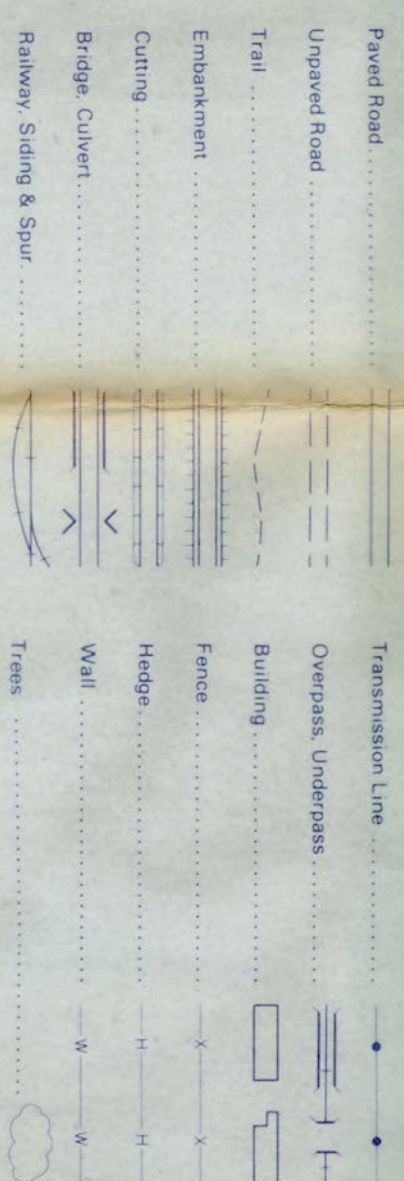 Paved Road....................
Unpaved Road....................
Trail....................
Embankment....................
Cutting....................
Bridge, Culvert....................
Railway, Siding & Spur.........
Transmission Line............
Overpass, Underpass............
Building....................
Fence.................... X X
Hedge.................... H H
Wall.................... W W
Trees....................